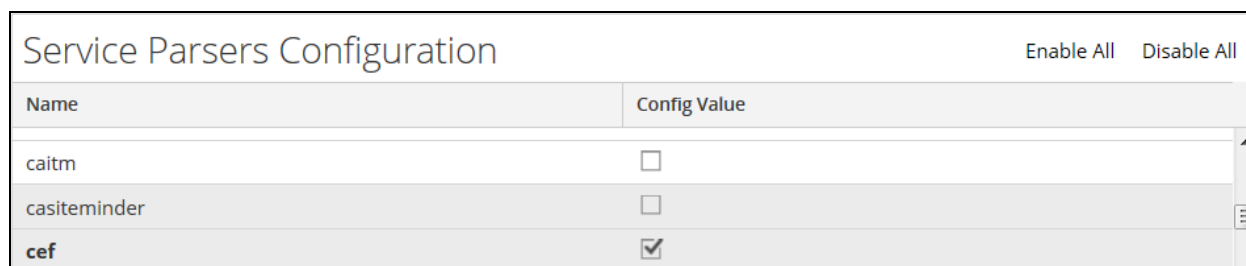 Service Parsers Configuration Enable All Disable All
Name Config Value
caitm
casiteminder
cef